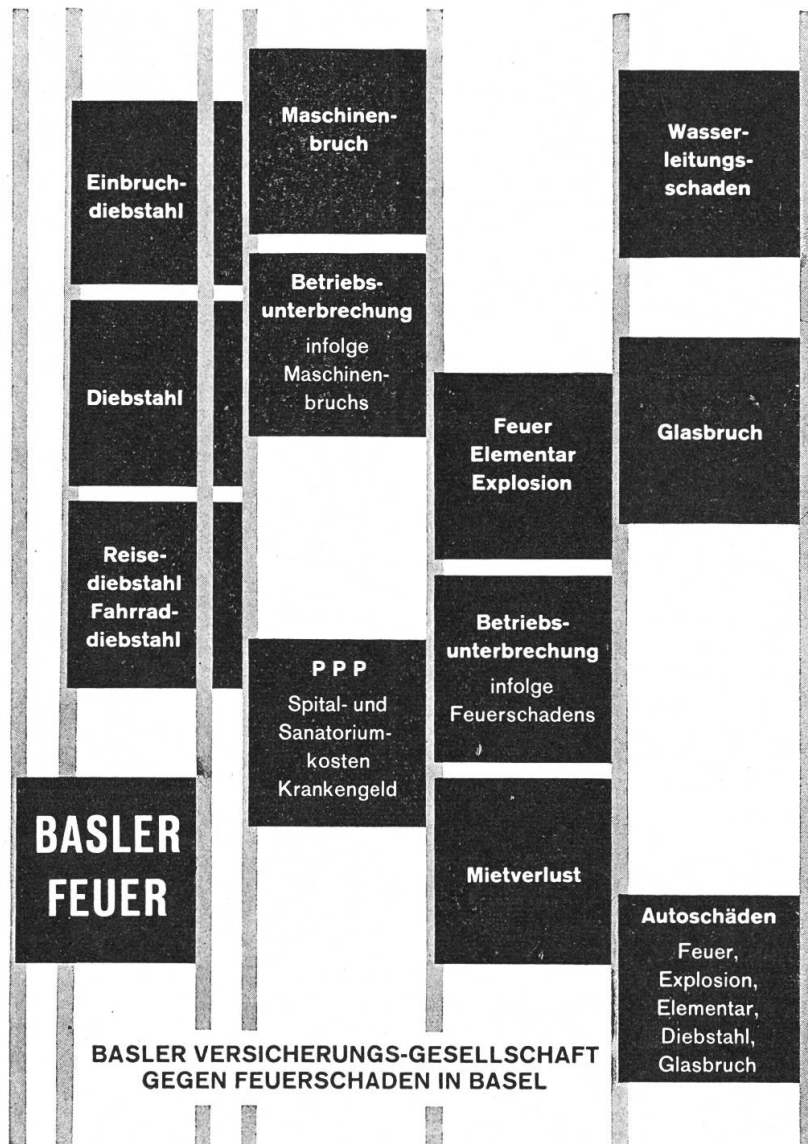 Einbruch-
diebstahl
Diebstahl
Reise-
diebstahl
Fahrrad-
diebstahl
BASLER
FEUER
Maschinen-
bruch
Betriebs-
unterbrechung
infolge
Maschinen-
bruchs
P P P
Spital- und
Sanatorium-
kosten
Krankengeld
Feuer
Elementar
Explosion
Betriebs-
unterbrechung
infolge
Feuerschadens
Mietverlust
Wasser-
leitungs-
schaden
Glasbruch
Autoschäden
Feuer,
Explosion,
Elementar,
Diebstahl,
Glasbruch
BASLER VERSICHERUNGS-GESELLSCHAFT
GEGEN FEUERSCHADEN IN BASEL